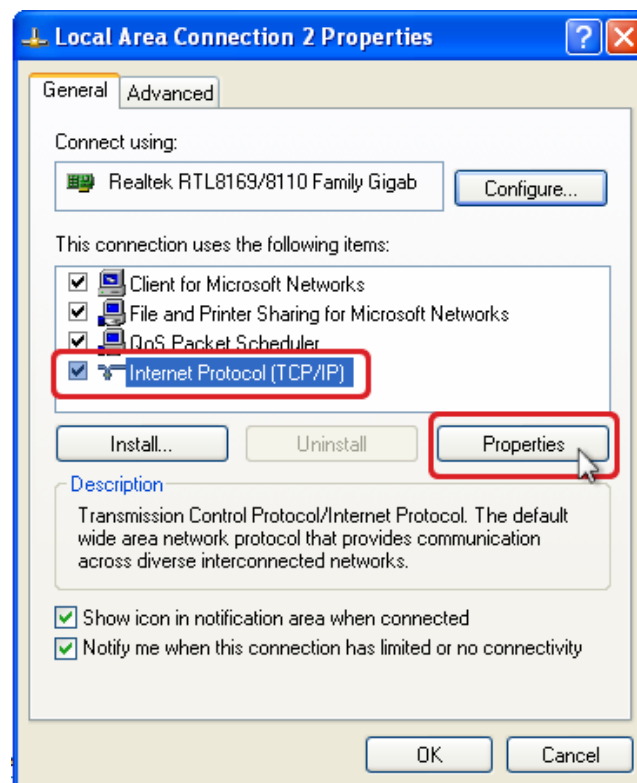 Local Area Connection 2 Properties
General Advanced
Connect using:
Realtek RTL8169/8110 Family Gigab Configure...
This connection uses the following items:
Client for Microsoft Networks
File and Printer Sharing for Microsoft Networks
QoS Packet Scheduler
Internet Protocol (TCP/IP)
Install... Uninstall Properties
Description
Transmission Control Protocol/Internet Protocol. The default
wide area network protocol that provides communication
across diverse interconnected networks.
Show icon in notification area when connected
Notify me when this connection has limited or no connectivity
OK Cancel